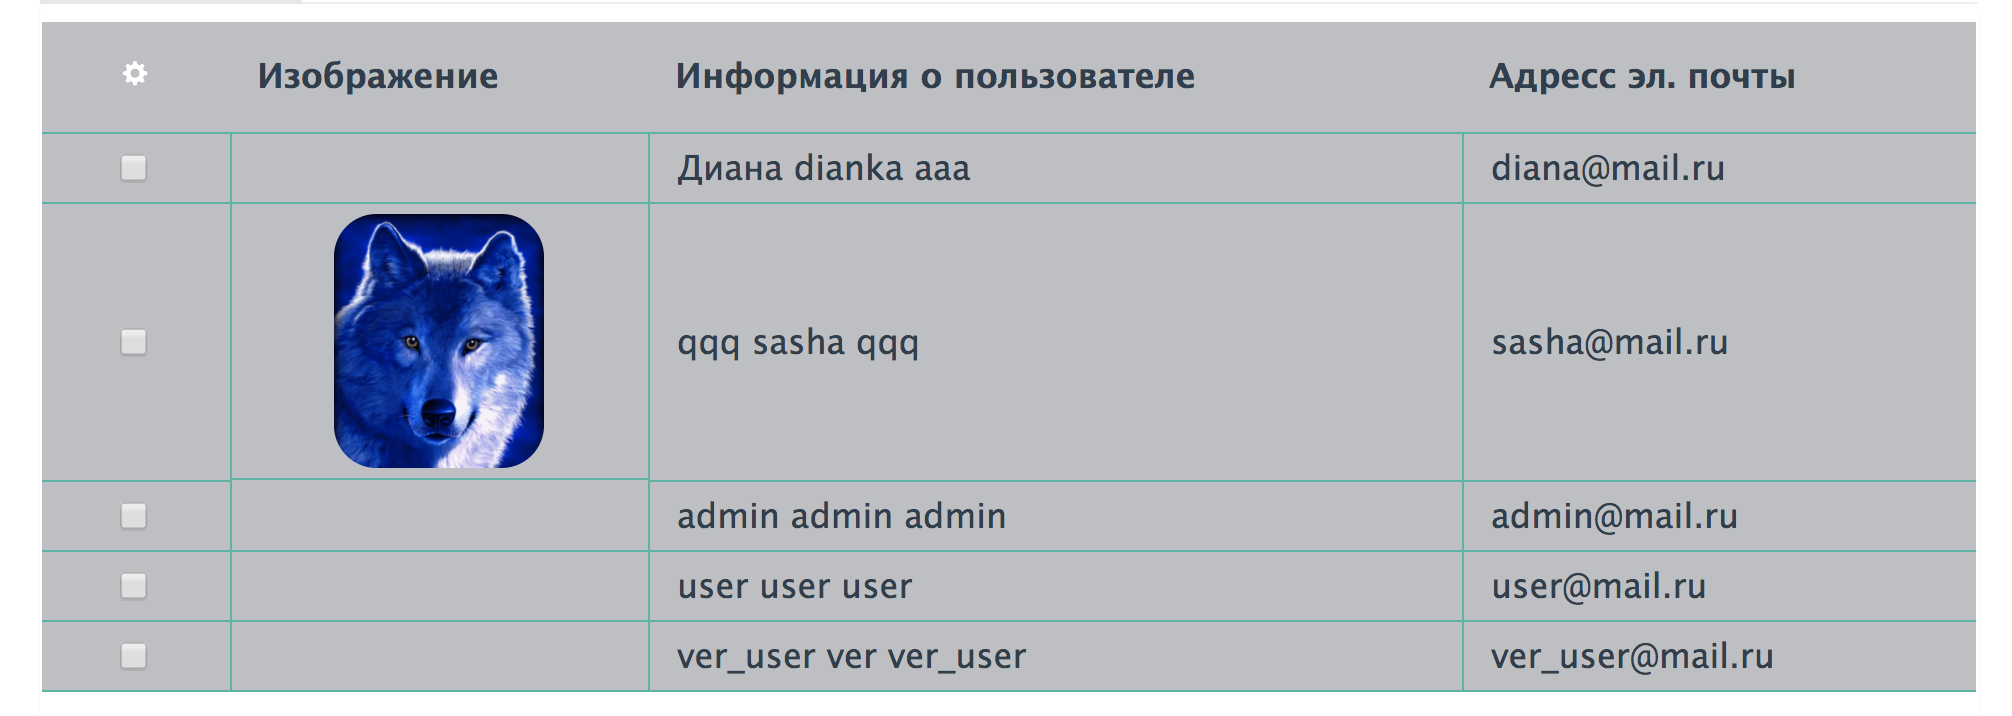 Изображение Информация о пользователе Адресс эл. почты
Диана dianka aaa diana@mail.ru
qqq sasha qqq sasha@mail.ru
admin admin admin admin@mail.ru
user user user user@mail.ru
ver_user ver ver_user ver_user@mail.ru